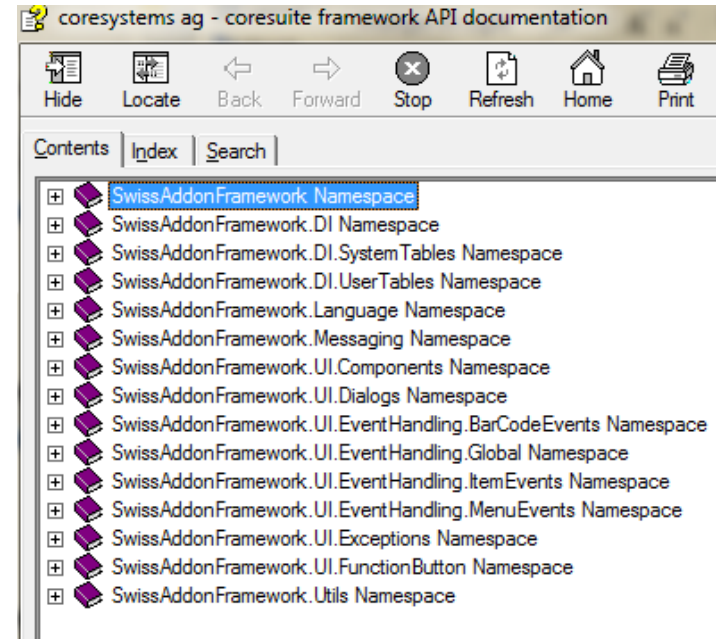 coresystems ag - coresuite framework API documentation
Hide Locate Back Forward Stop Refresh Home Print
Contents Index Search
SwissAddonFramework Namespace
SwissAddonFramework.DI Namespace
SwissAddonFramework.DI.SystemTables Namespace
SwissAddonFramework.DI.UserTables Namespace
SwissAddonFramework.Language Namespace
SwissAddonFramework.Messaging Namespace
SwissAddonFramework.UI.Components Namespace
SwissAddonFramework.UI.Dialogs Namespace
SwissAddonFramework.UI.EventHandling.BarCodeEvents Namespace
SwissAddonFramework.UI.EventHandling.Global Namespace
SwissAddonFramework.UI.EventHandling.ItemEvents Namespace
SwissAddonFramework.UI.EventHandling.MenuEvents Namespace
SwissAddonFramework.UI.Exceptions Namespace
SwissAddonFramework.UI.FunctionButton Namespace
SwissAddonFramework.Utils Namespace